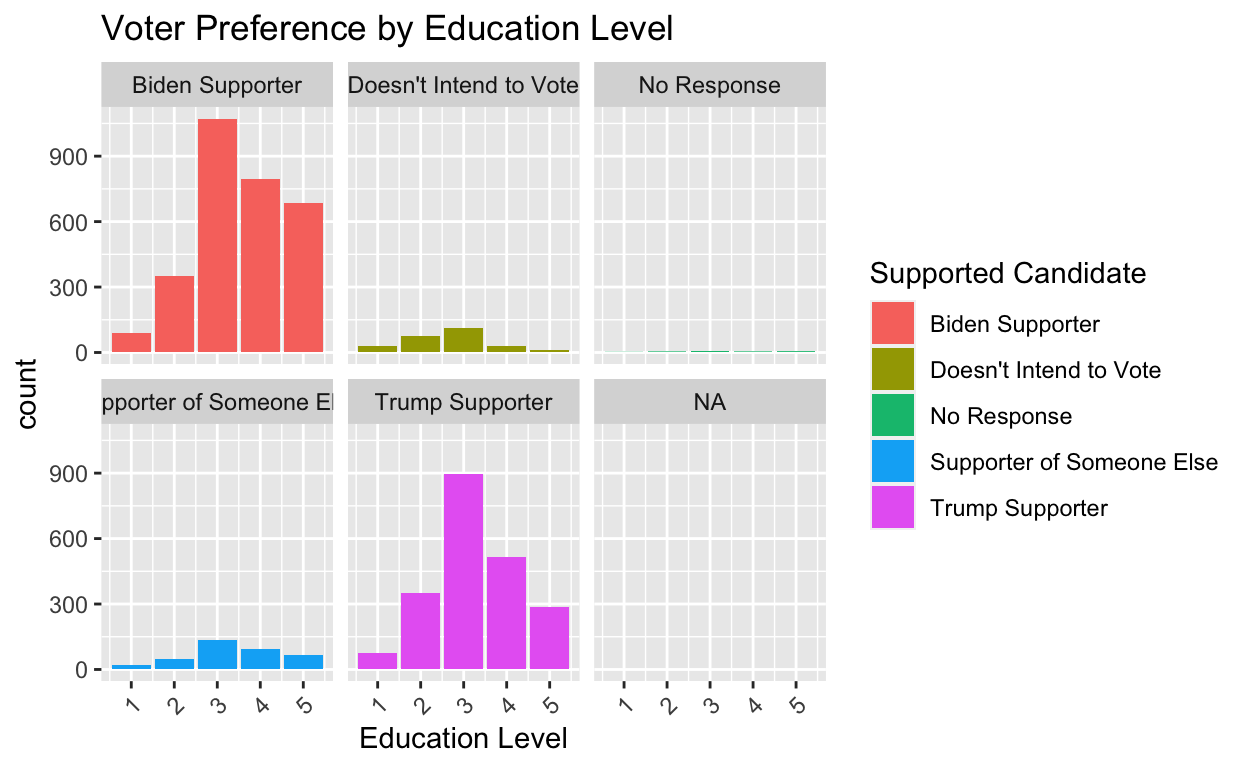 Voter Preference by Education Level
Biden Supporter
Doesn't Intend to Vote
No Response
900
600
300
0
pporter of Someone El
Trump Supporter
NA
900
600
300
0
count
1 2 3 4 5
1 2 3 4 5
1 2 3 4 5
Education Level
Supported Candidate
Biden Supporter
Doesn't Intend to Vote
No Response
Supporter of Someone Else
Trump Supporter